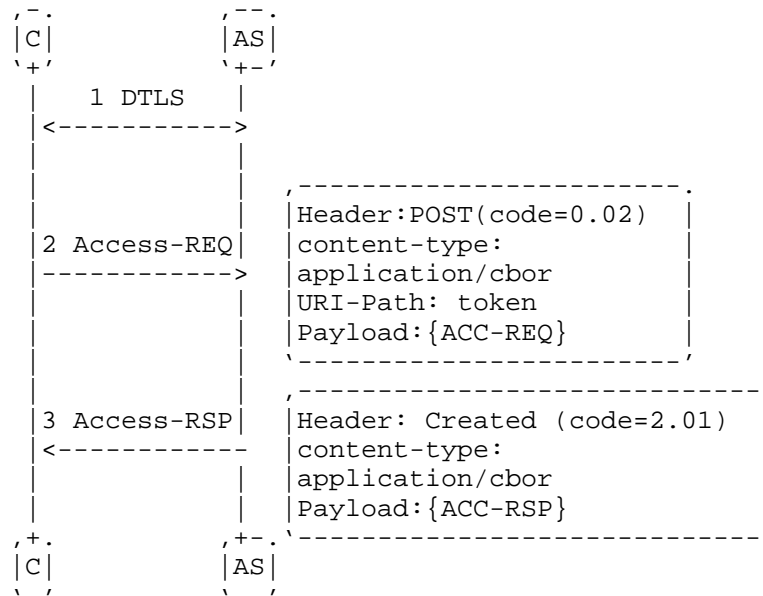 C AS
1 DTLS
Header:POST(code=0.02)
2 Access-REQ content-type:
application/cbor
URI-Path: token
Payload:{ACC-REQ}
3 Access-RSP Header: Created (code=2.01)
content-type:
application/cbor
Payload:{ACC-RSP}
C AS